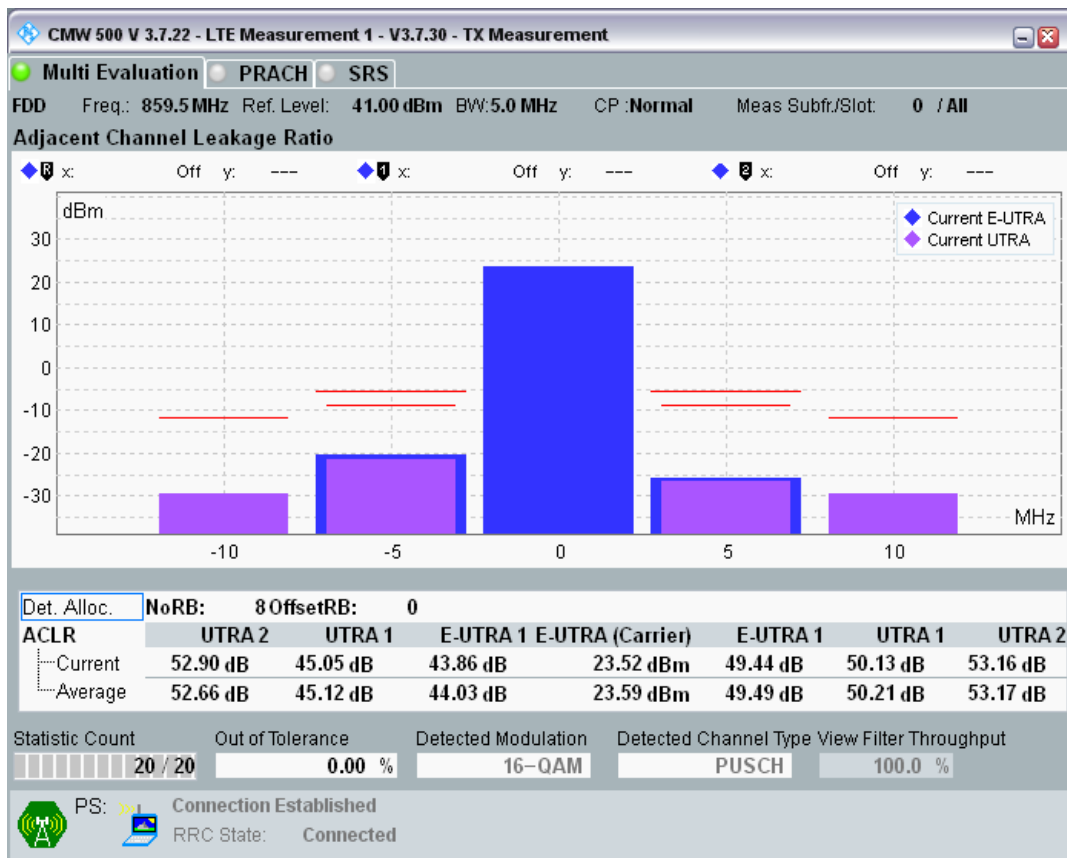 CMW 500 V 3.7.22 - LTE Measurement 1 - V3.7.30 - TX Measurement
Multi Evaluation PRACH SRS
FDD Freq.: 859.5 MHz Ref. Level: 41.00 dBm BW:5.0 MHz CP :Normal Meas Subfr./Slot: 0 / All
Adjacent Channel Leakage Ratio
R x: Off y: --- 1 x: Off y: --- 2 x: Off y: ---
dBm
Current E-UTRA
Current UTRA
30
20
10
0
-10
-20
-30
MHz
-10 -5 0 5 10
Det. Alloc. NoRB: 8 OffsetRB: 0
ACLR UTRA 2 UTRA 1 E-UTRA 1 E-UTRA (Carrier) E-UTRA 1 UTRA 1 UTRA 2
Current 52.90 dB 45.05 dB 43.86 dB 23.52 dBm 49.44 dB 50.13 dB 53.16 dB
Average 52.66 dB 45.12 dB 44.03 dB 23.59 dBm 49.49 dB 50.21 dB 53.17 dB
Statistic Count Out of Tolerance Detected Modulation Detected Channel Type View Filter Throughput
20 / 20 0.00 % 16-QAM PUSCH 100.0 %
PS: Connection Established
RRC State: Connected